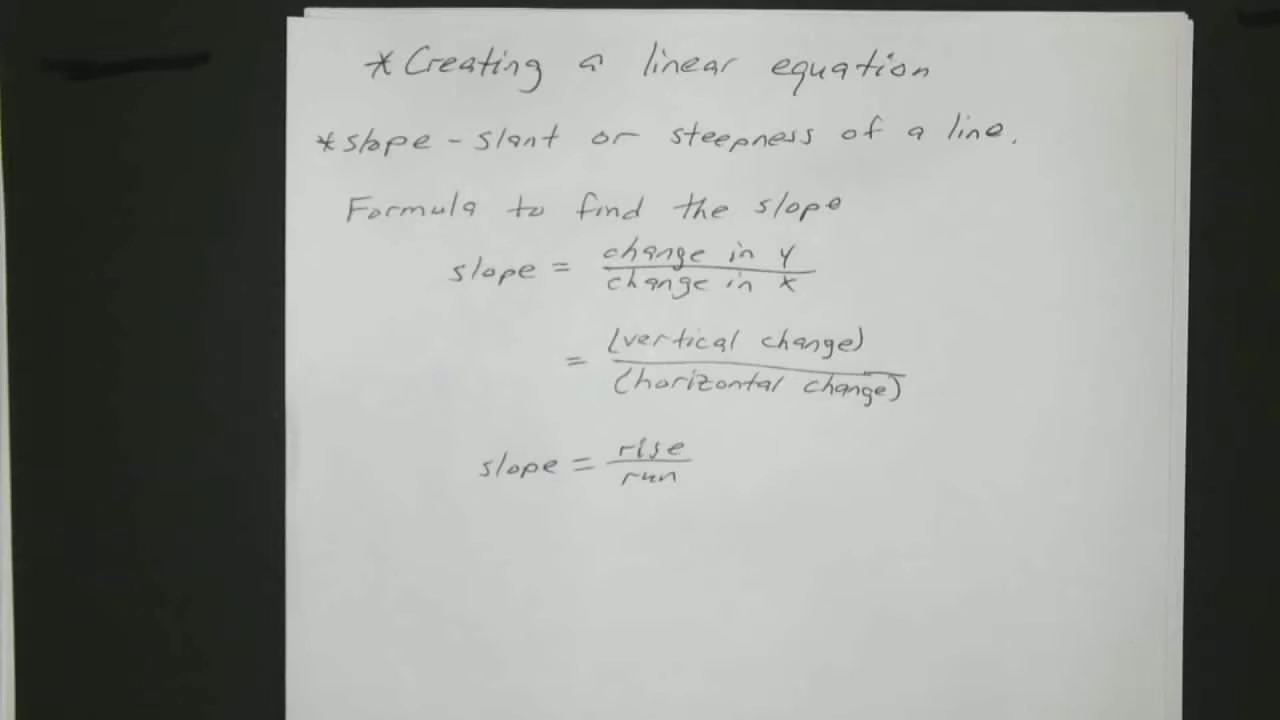 * Creating a linear equation
* slope - slant or steepness of a line.
Formula to find the slope
slope = change in y / change in x
= (vertical change) / (horizontal change)
slope = rise / run